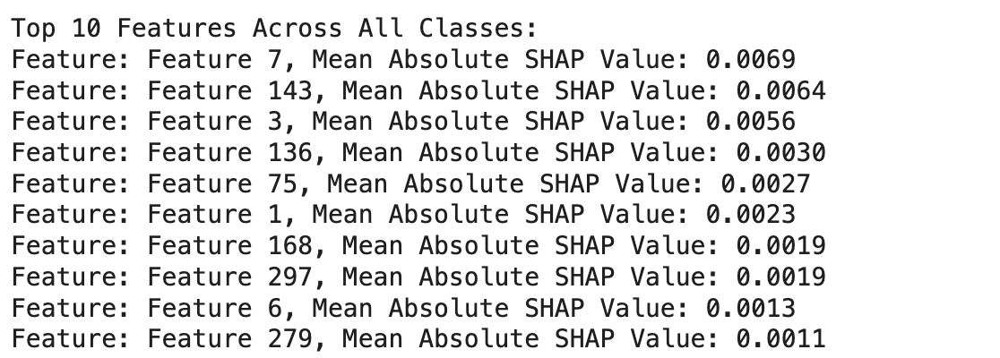 Top 10 Features Across All Classes:
Feature: Feature 7, Mean Absolute SHAP Value: 0.0069
Feature: Feature 143, Mean Absolute SHAP Value: 0.0064
Feature: Feature 3, Mean Absolute SHAP Value: 0.0056
Feature: Feature 136, Mean Absolute SHAP Value: 0.0030
Feature: Feature 75, Mean Absolute SHAP Value: 0.0027
Feature: Feature 1, Mean Absolute SHAP Value: 0.0023
Feature: Feature 168, Mean Absolute SHAP Value: 0.0019
Feature: Feature 297, Mean Absolute SHAP Value: 0.0019
Feature: Feature 6, Mean Absolute SHAP Value: 0.0013
Feature: Feature 279, Mean Absolute SHAP Value: 0.0011